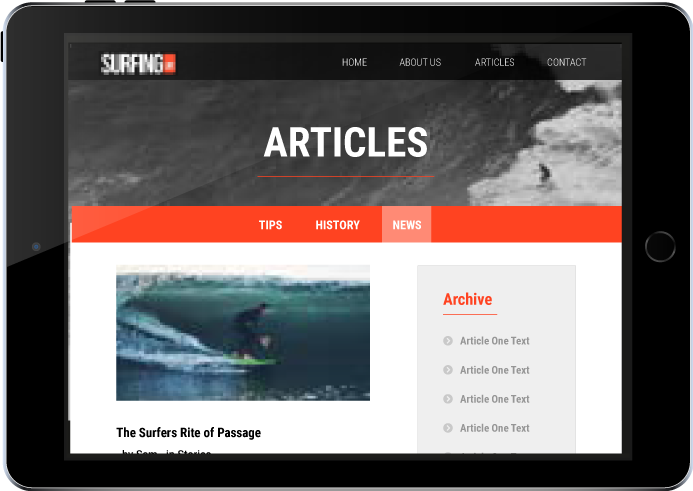 SURFING
HOME ABOUT US ARTICLES CONTACT
ARTICLES
TIPS HISTORY NEWS
Archive
Article One Text
Article One Text
Article One Text
Article One Text
The Surfers Rite of Passage
by Sam in Stories